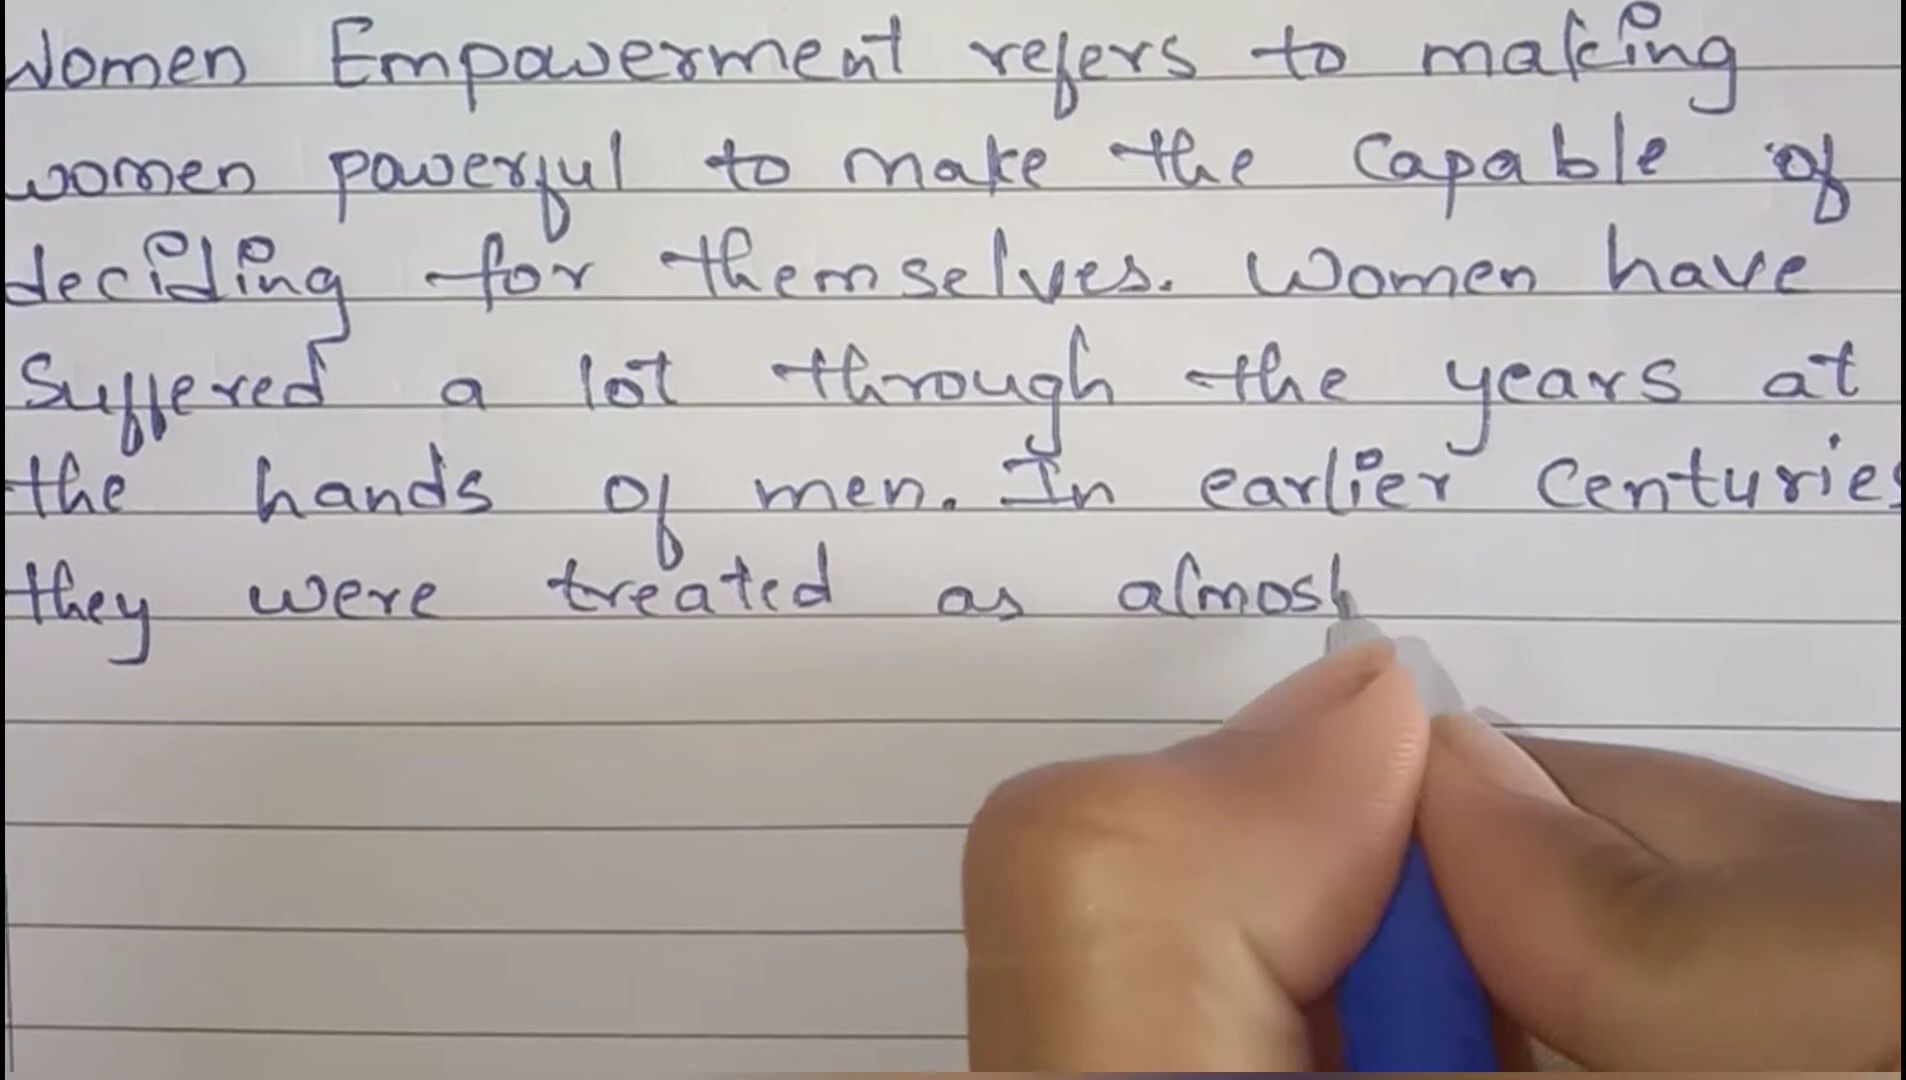 Women Empowerment refers to making
women powerful to make the capable of
deciding for themselves. Women have
Suffered a lot through the years at
the hands of men. In earlier Centuries
they were treated as almost